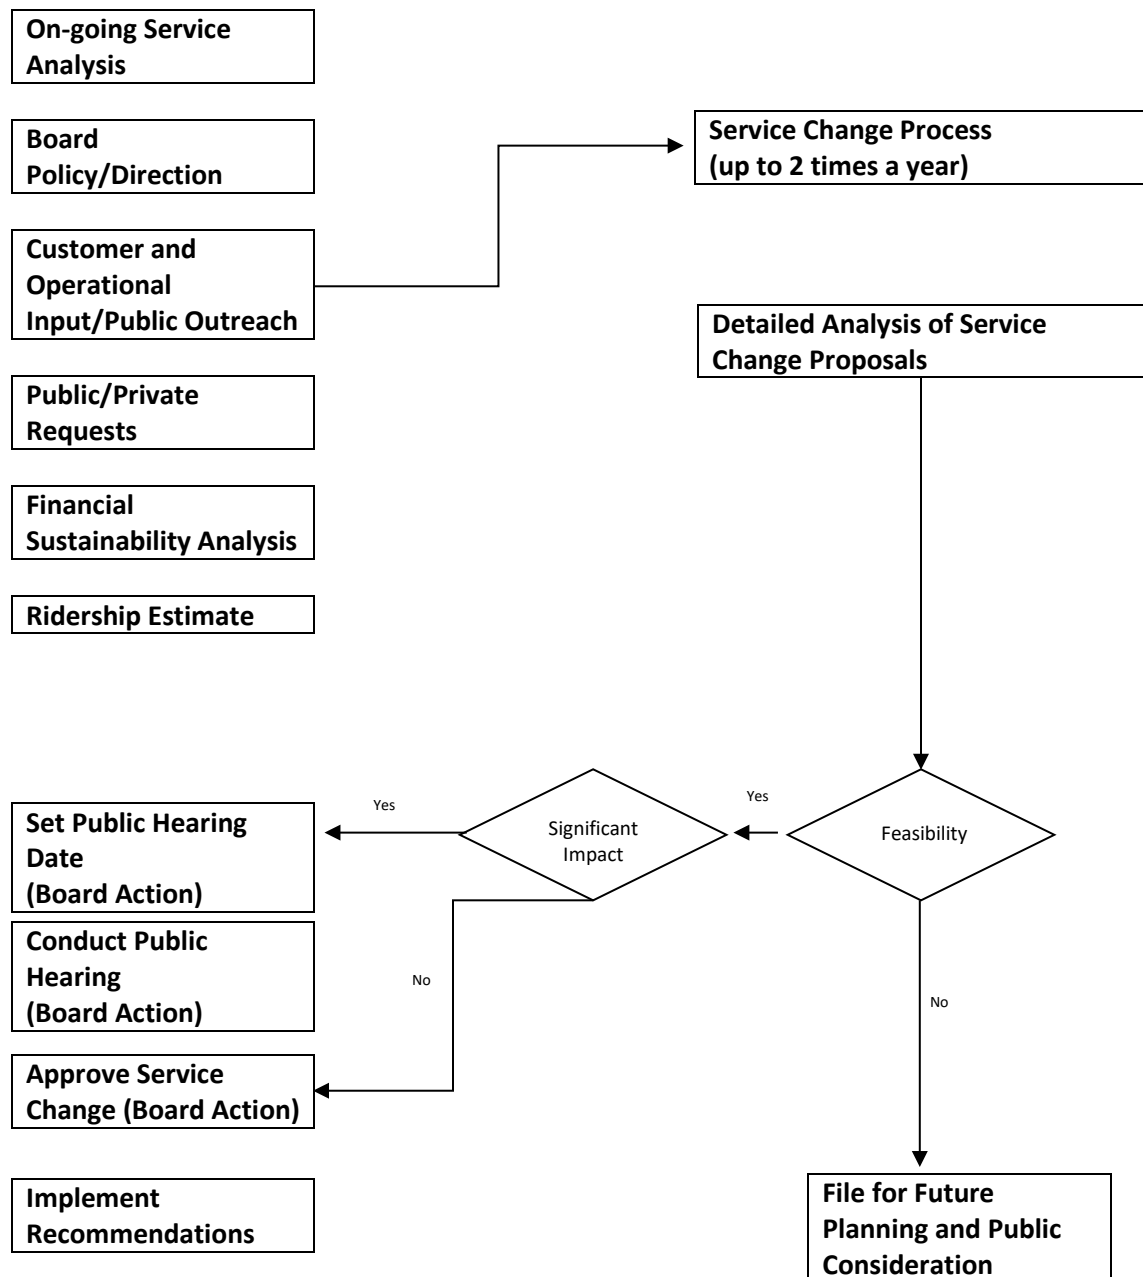 On-going Service
Analysis
Board
Policy/Direction
Service Change Process
(up to 2 times a year)
Customer and
Operational
Input/Public Outreach
Detailed Analysis of Service
Change Proposals
Public/Private
Requests
Financial
Sustainability Analysis
Ridership Estimate
Set Public Hearing
Date
(Board Action)
Yes
Significant
Impact
Yes
Feasibility
Conduct Public
Hearing
(Board Action)
No
No
Approve Service
Change (Board Action)
Implement
Recommendations
File for Future
Planning and Public
Consideration